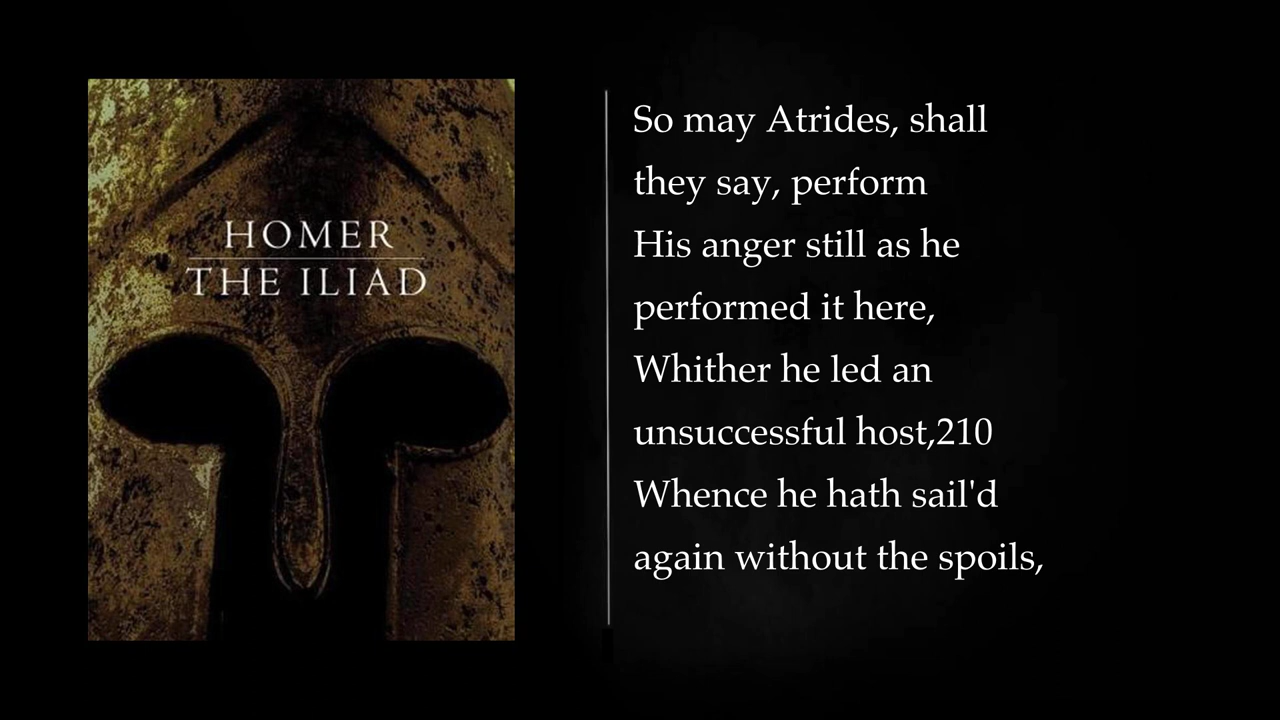 HOMER
THE ILIAD
So may Atrides, shall
they say, perform
His anger still as he
performed it here,
Whither he led an
unsuccessful host,210
Whence he hath sail'd
again without the spoils,